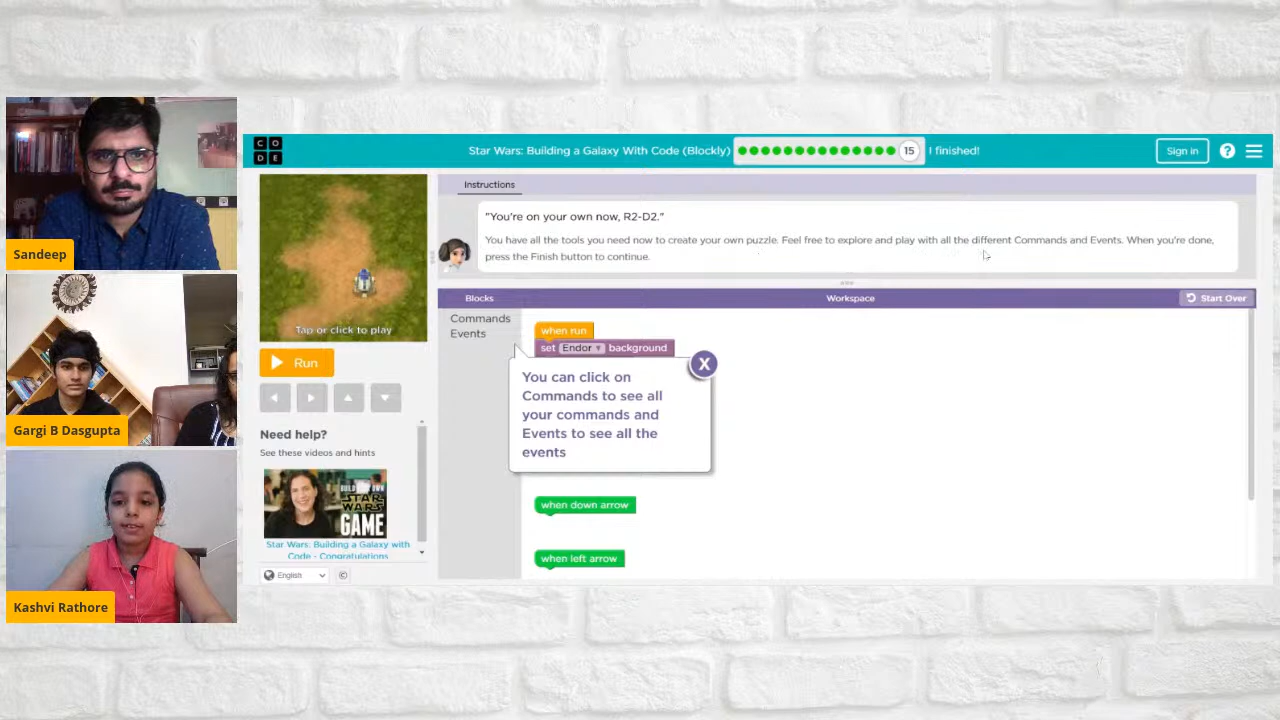 Sandeep
Gargi B Dasgupta
Kashvi Rathore
C O
D E
Star Wars: Building a Galaxy With Code (Blockly)
15
I finished!
Sign in
?
Instructions
"You're on your own now, R2-D2."
You have all the tools you need now to create your own puzzle. Feel free to explore and play with all the different Commands and Events. When you're done,
press the Finish button to continue.
Tap or click to play
Run
Need help?
See these videos and hints
BUILD
OWN
STAR
WARS
GAME
Star Wars: Building a Galaxy with
Code - Congratulations
English
©
Blocks
Workspace
Start Over
Commands
Events
when run
set Endor background
X
You can click on
Commands to see all
your commands and
Events to see all the
events
when down arrow
when left arrow